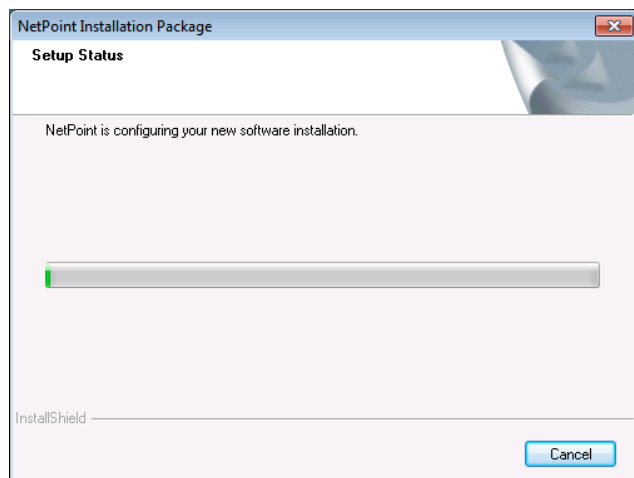 NetPoint Installation Package
Setup Status
NetPoint is configuring your new software installation.
InstallShield
Cancel